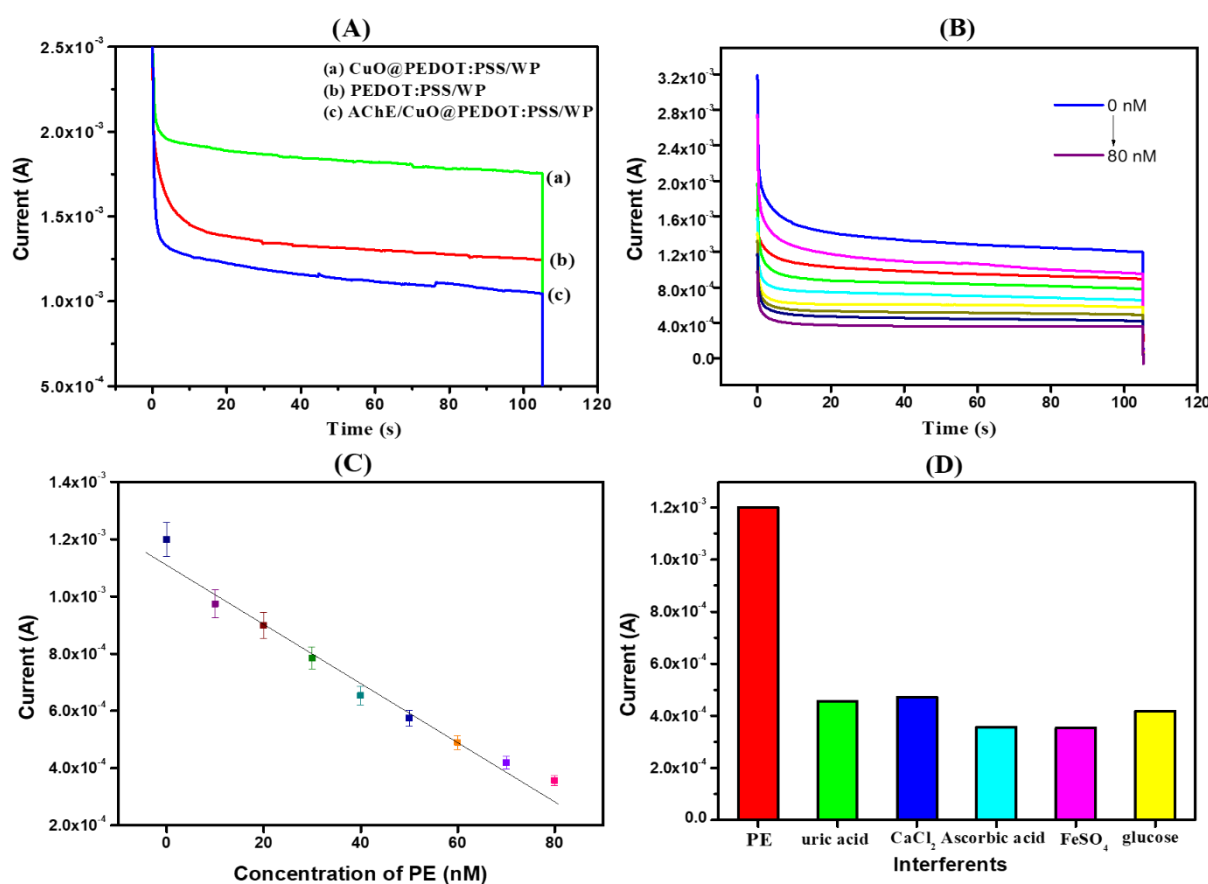 (A)
2.5x10⁻³
2.0x10⁻³
1.5x10⁻³
1.0x10⁻³
5.0x10⁻⁴
Current (A)
(a) CuO@PEDOT:PSS/WP
(b) PEDOT:PSS/WP
(c) AChE/CuO@PEDOT:PSS/WP
(a)
(b)
(c)
0 20 40 60 80 100 120
Time (s)
(B)
3.2x10⁻³
2.8x10⁻³
2.4x10⁻³
2.0x10⁻³
1.6x10⁻³
1.2x10⁻³
8.0x10⁻⁴
4.0x10⁻⁴
0.0
Current (A)
0 nM
80 nM
0 20 40 60 80 100 120
Time (s)
(C)
1.4x10⁻³
1.2x10⁻³
1.0x10⁻³
8.0x10⁻⁴
6.0x10⁻⁴
4.0x10⁻⁴
2.0x10⁻⁴
Current (A)
0 20 40 60 80
Concentration of PE (nM)
(D)
1.2x10⁻³
1.0x10⁻³
8.0x10⁻⁴
6.0x10⁻⁴
4.0x10⁻⁴
2.0x10⁻⁴
0.0
Current (A)
PE uric acid CaCl₂ Ascorbic acid FeSO₄ glucose
Interferents